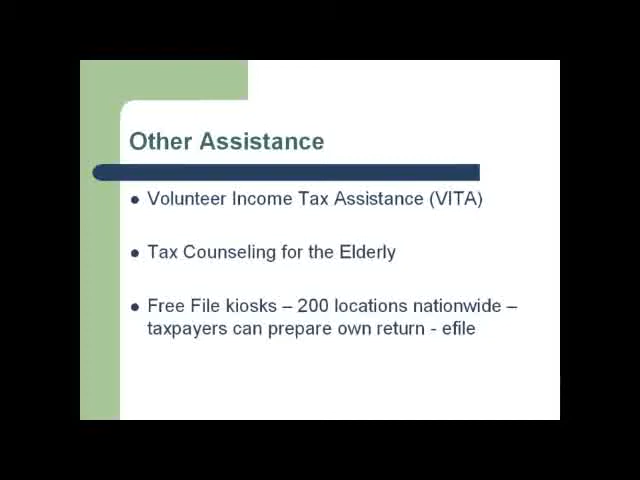 Other Assistance
● Volunteer Income Tax Assistance (VITA)
● Tax Counseling for the Elderly
● Free File kiosks – 200 locations nationwide –
taxpayers can prepare own return - efile